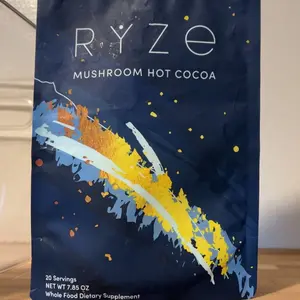 RYZE
MUSHROOM HOT COCOA
20 Servings
NET WT 7.85 OZ
Whole Food Dietary Supplement